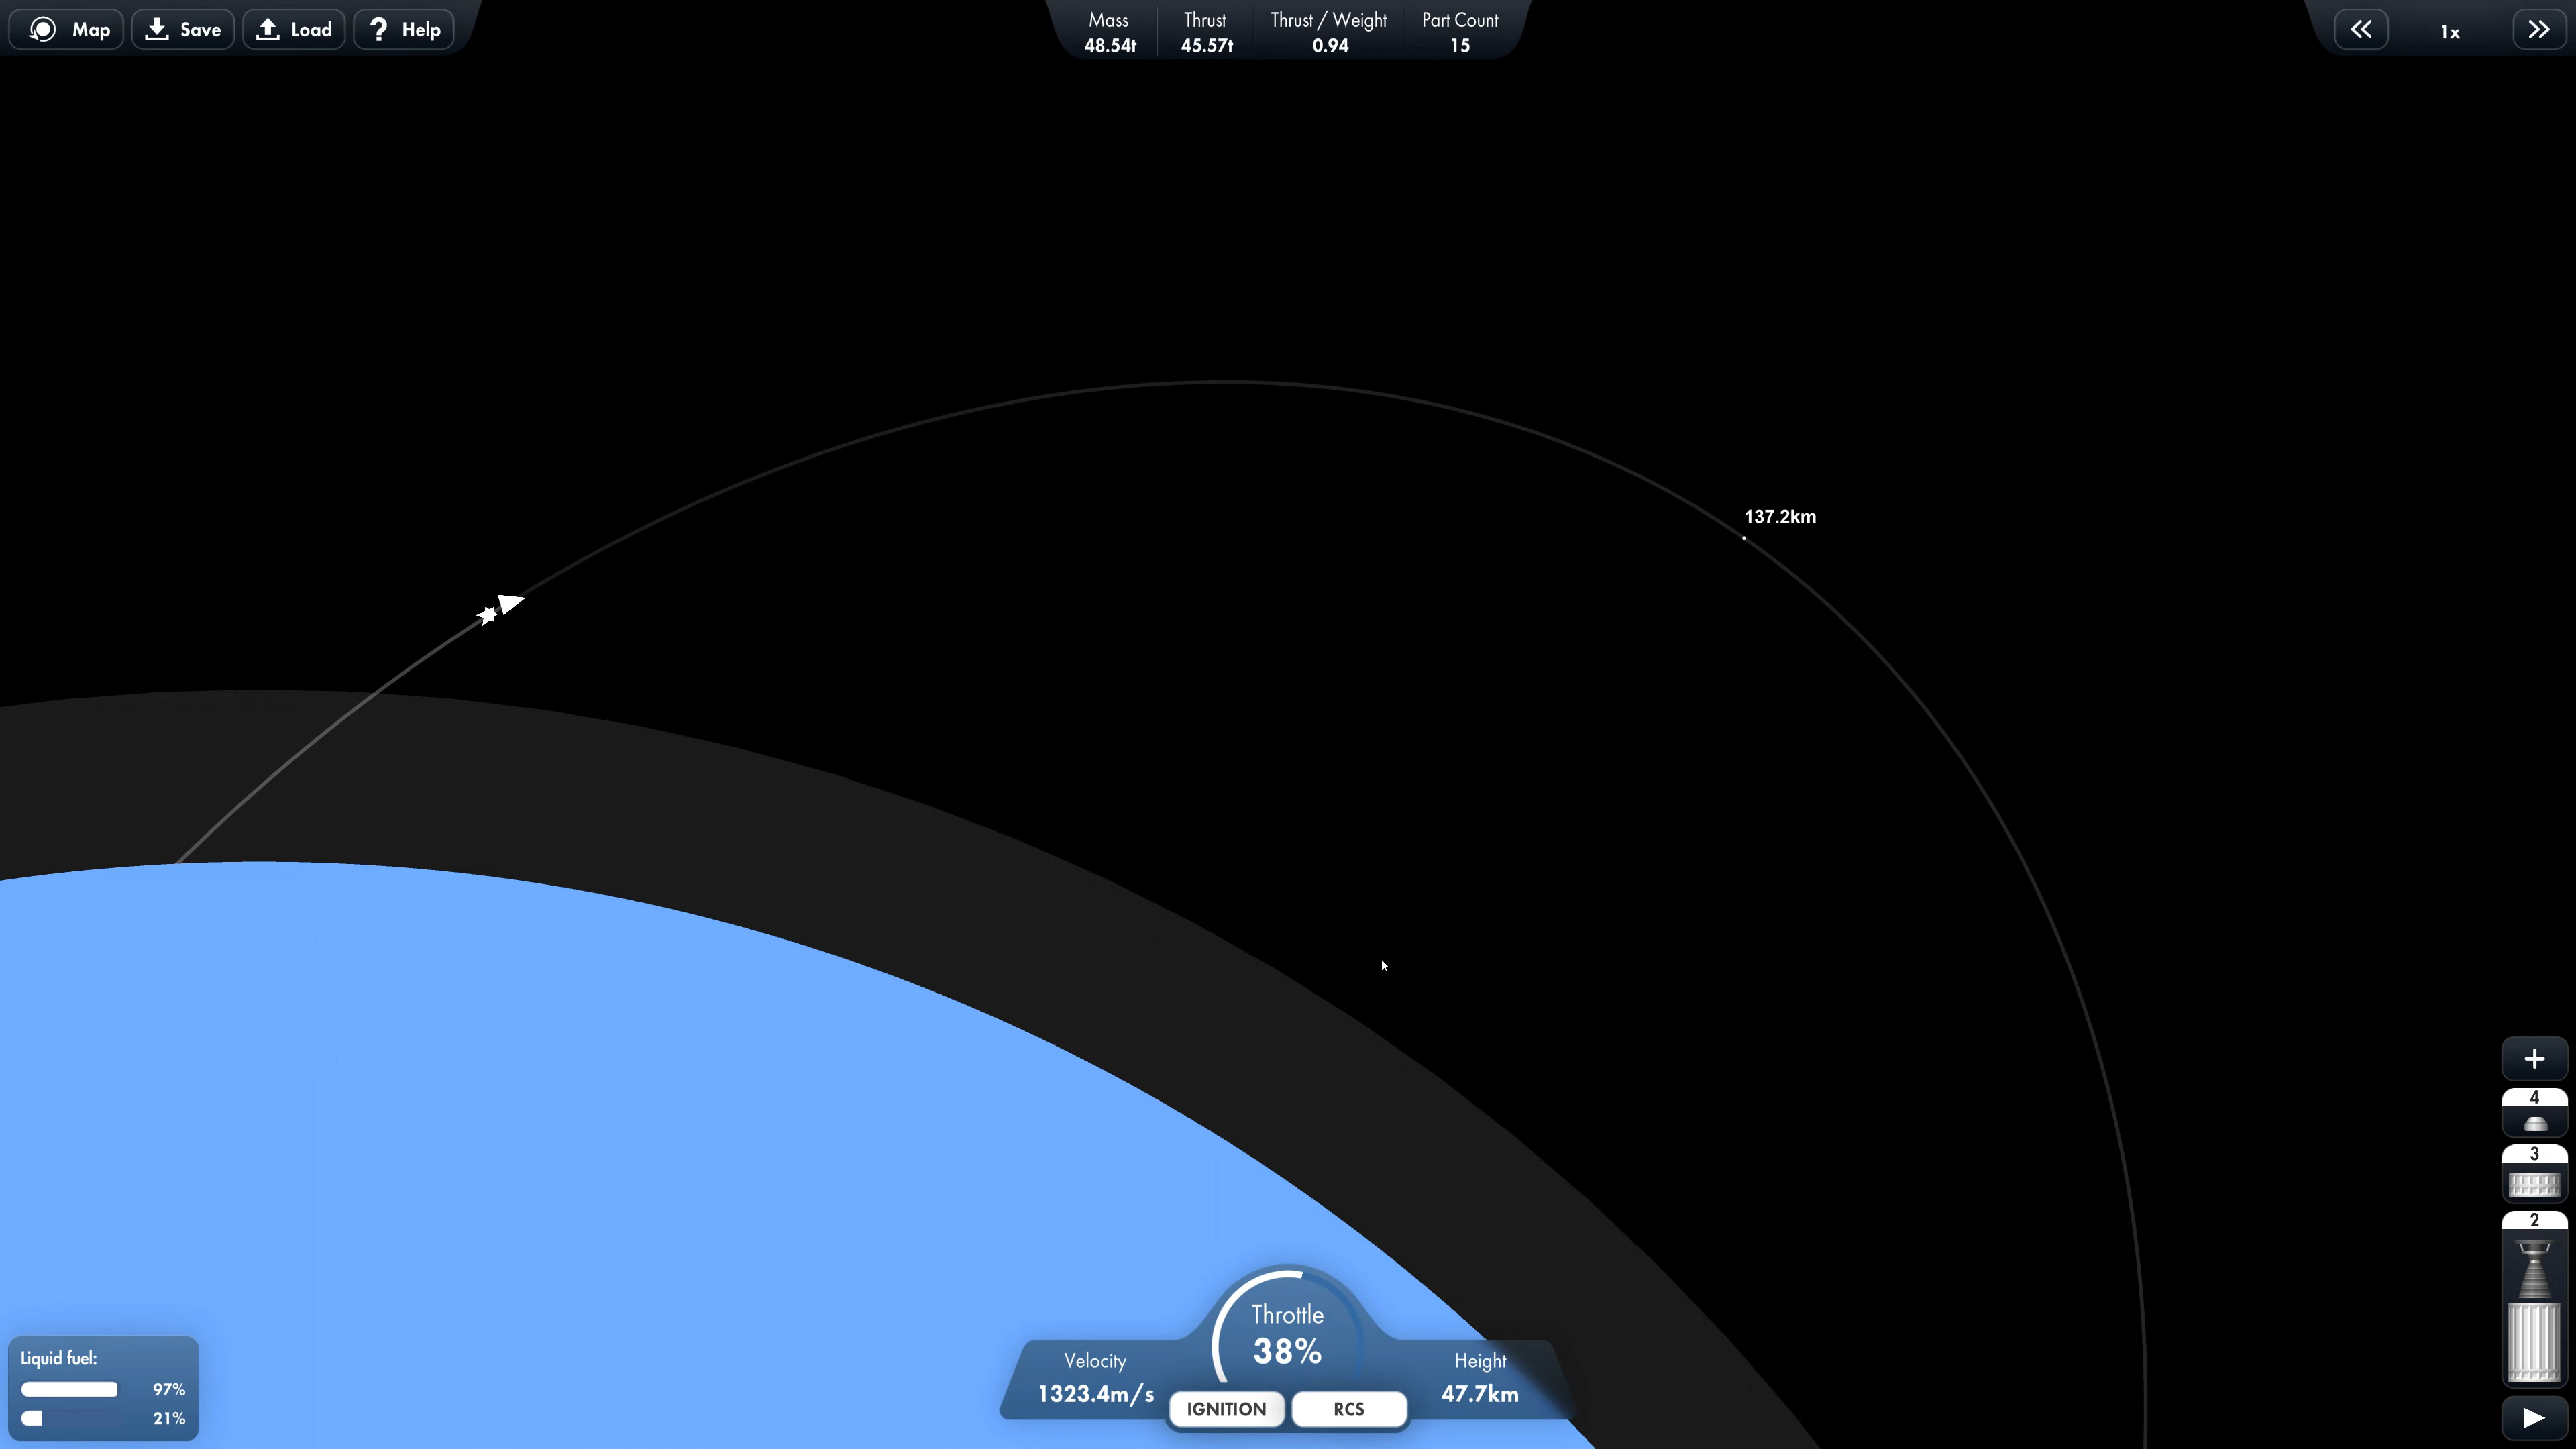 Map Save Load ? Help
Mass Thrust Thrust / Weight Part Count
48.54t 45.57t 0.94 15
1x
137.2km
4
3
2
Liquid fuel:
97%
21%
Throttle
38%
Velocity
1323.4m/s
Height
47.7km
IGNITION RCS